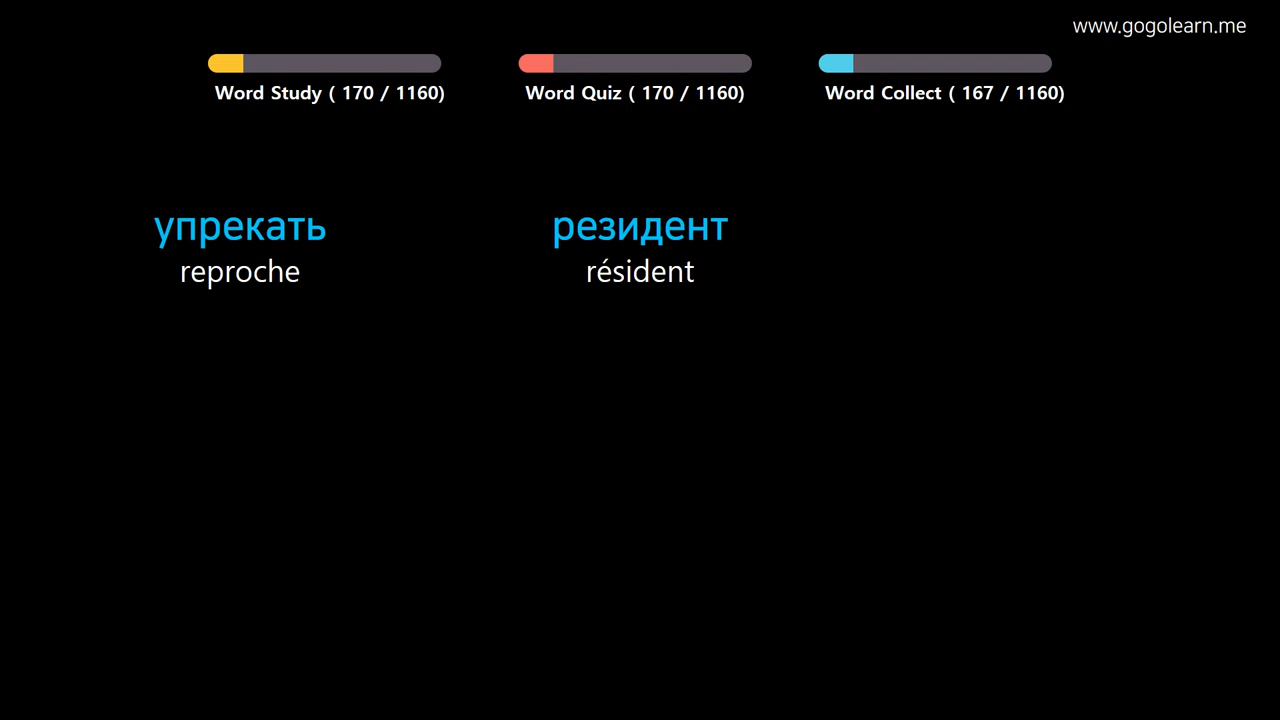 www.gogolearn.me
Word Study ( 170 / 1160)
Word Quiz ( 170 / 1160)
Word Collect ( 167 / 1160)
упрекать
reproche
резидент
résident